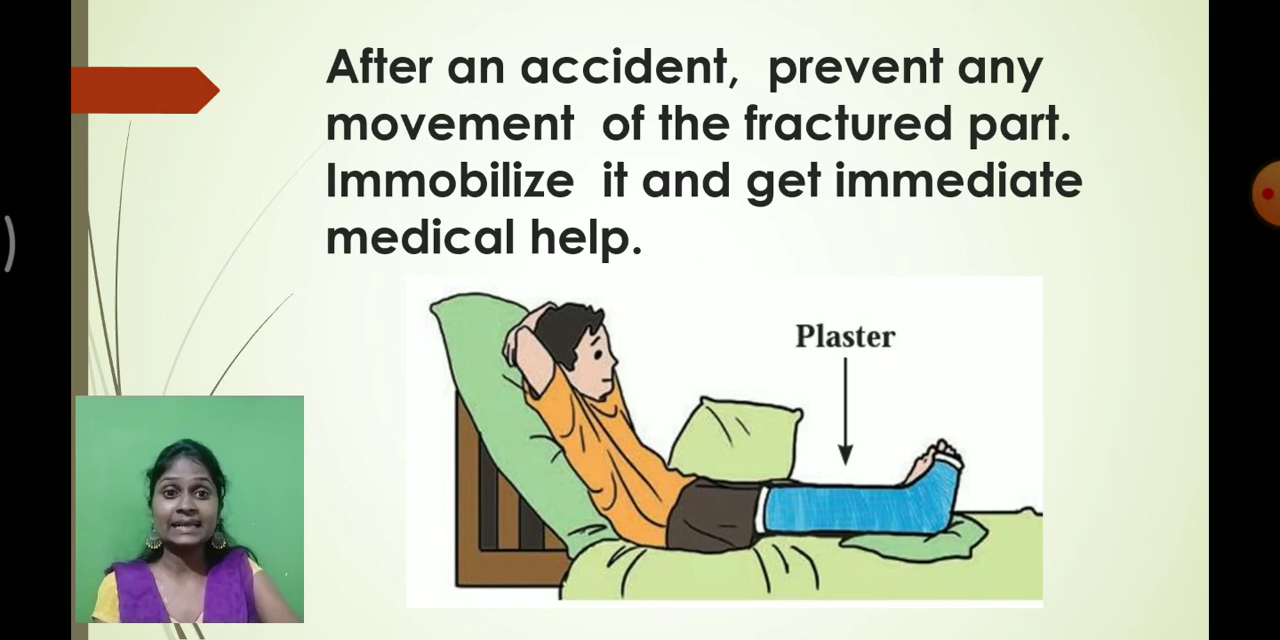 After an accident, prevent any
movement of the fractured part.
Immobilize it and get immediate
medical help.
Plaster